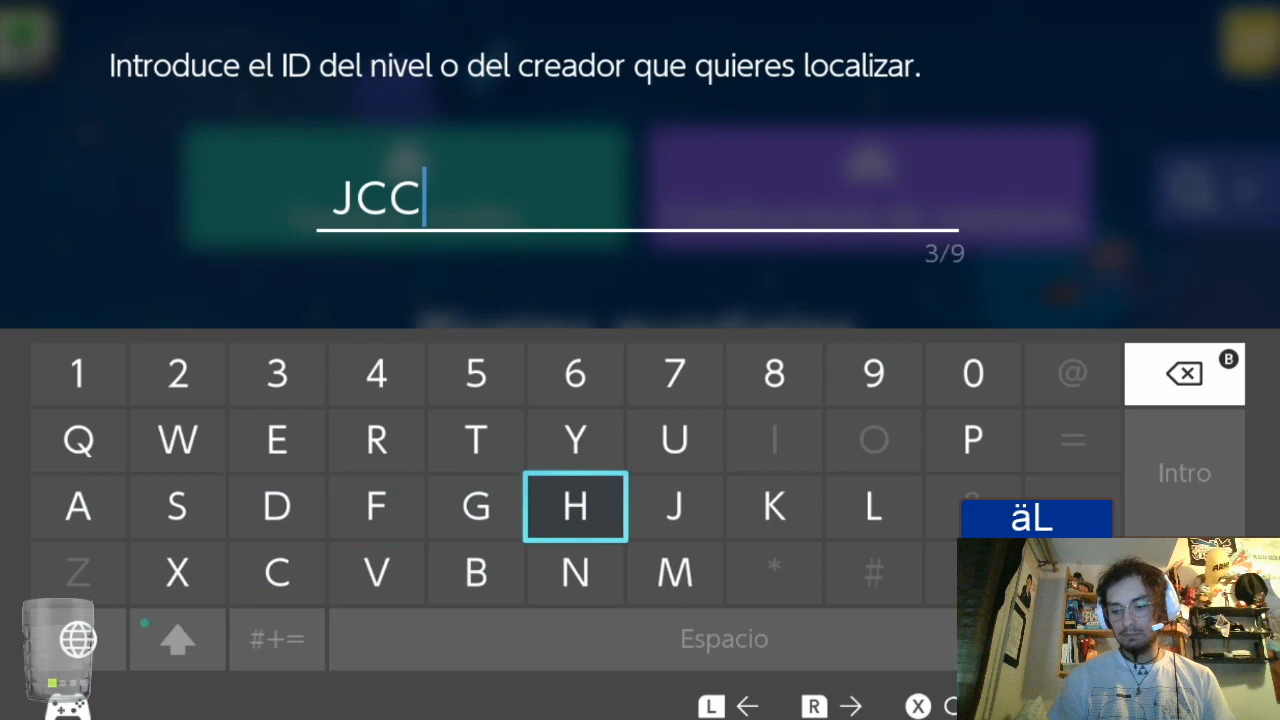 Introduce el ID del nivel o del creador que quieres localizar.
JCC
3/9
1 2 3 4 5 6 7 8 9 0 @ B
Q W E R T Y U I O P =
Intro
A S D F G H J K L
äL
Z X C V B N M * #
#+= Espacio
L ← R → X